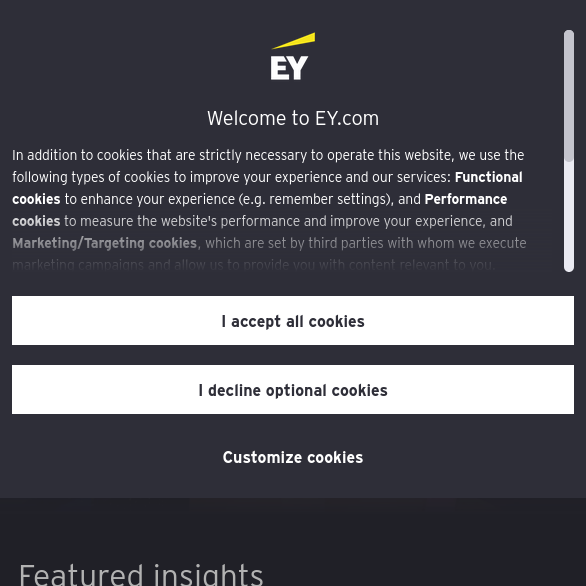 EY
Welcome to EY.com
In addition to cookies that are strictly necessary to operate this website, we use the
following types of cookies to improve your experience and our services: Functional
cookies to enhance your experience (e.g. remember settings), and Performance
cookies to measure the website's performance and improve your experience, and
Marketing/Targeting cookies, which are set by third parties with whom we execute
marketing campaigns and allow us to provide you with content relevant to you.
I accept all cookies
I decline optional cookies
Customize cookies
Featured insights